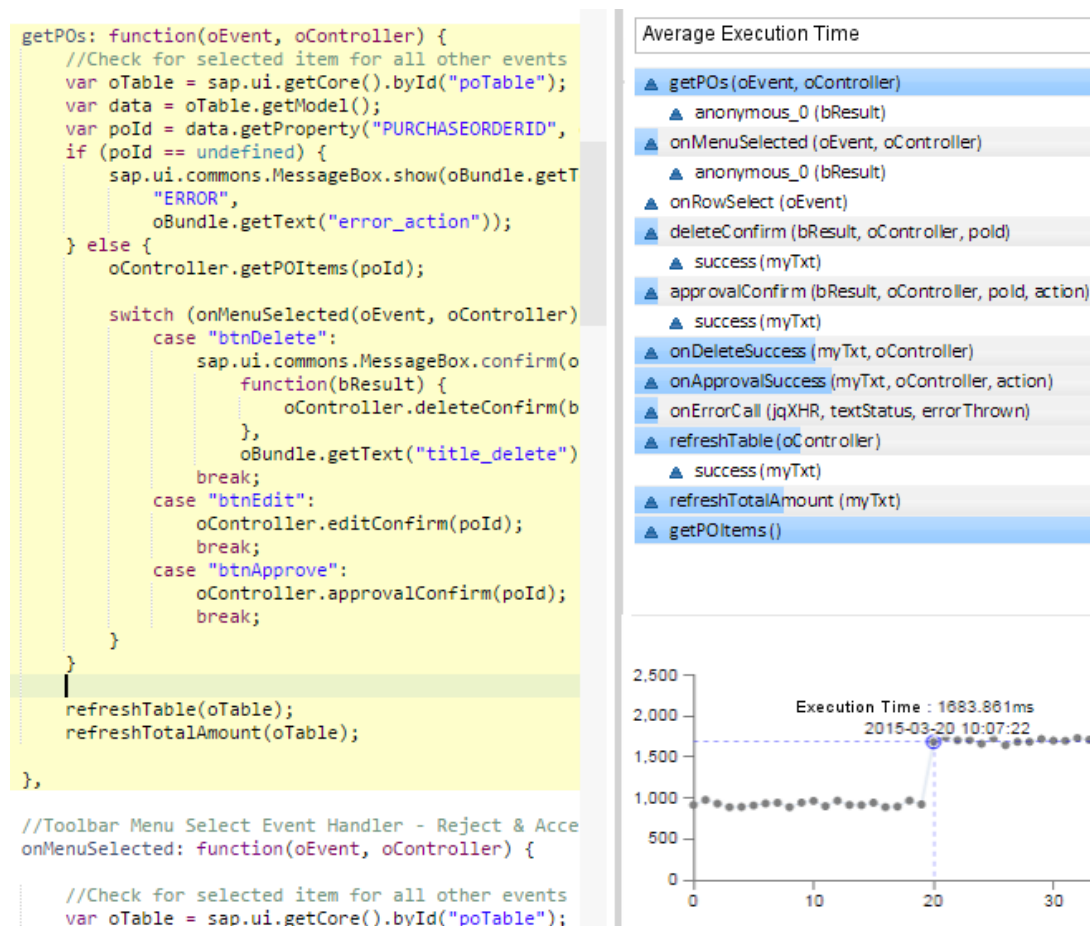 getPOs: function(oEvent, oController) {
//Check for selected item for all other events
var oTable = sap.ui.getCore().byId("poTable");
var data = oTable.getModel();
var poId = data.getProperty("PURCHASEORDERID",
if (poId == undefined) {
sap.ui.commons.MessageBox.show(oBundle.getT
"ERROR",
oBundle.getText("error_action"));
} else {
oController.getPOItems(poId);
switch (onMenuSelected(oEvent, oController)
case "btnDelete":
sap.ui.commons.MessageBox.confirm(o
function(bResult) {
oController.deleteConfirm(b
},
oBundle.getText("title_delete")
break;
case "btnEdit":
oController.editConfirm(poId);
break;
case "btnApprove":
oController.approvalConfirm(poId);
break;
}
}
refreshTable(oTable);
refreshTotalAmount(oTable);
},
//Toolbar Menu Select Event Handler - Reject & Acce
onMenuSelected: function(oEvent, oController) {
//Check for selected item for all other events
var oTable = sap.ui.getCore().byId("poTable");
Average Execution Time
getPOs (oEvent, oController)
anonymous_0 (bResult)
onMenuSelected (oEvent, oController)
anonymous_0 (bResult)
onRowSelect (oEvent)
deleteConfirm (bResult, oController, poId)
success (myTxt)
approvalConfirm (bResult, oController, poId, action)
success (myTxt)
onDeleteSuccess (myTxt, oController)
onApprovalSuccess (myTxt, oController, action)
onErrorCall (jqXHR, textStatus, errorThrown)
refreshTable (oController)
success (myTxt)
refreshTotalAmount (myTxt)
getPOItems ()
2,500
Execution Time : 1683.861ms
2,000
2015-03-20 10:07:22
1,500
1,000
500
0
0 10 20 30